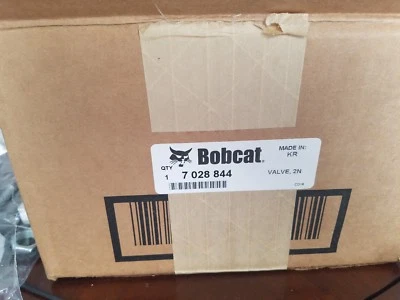 Bobcat
MADE IN:
KR
QTY
1
7 028 844
VALVE, 2N